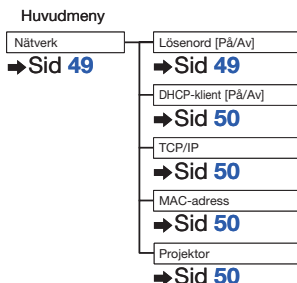 Huvudmeny
Nätverk
➡Sid 49
Lösenord [På/Av]
➡Sid 49
DHCP-klient [På/Av]
➡Sid 50
TCP/IP
➡Sid 50
MAC-adress
➡Sid 50
Projektor
➡Sid 50